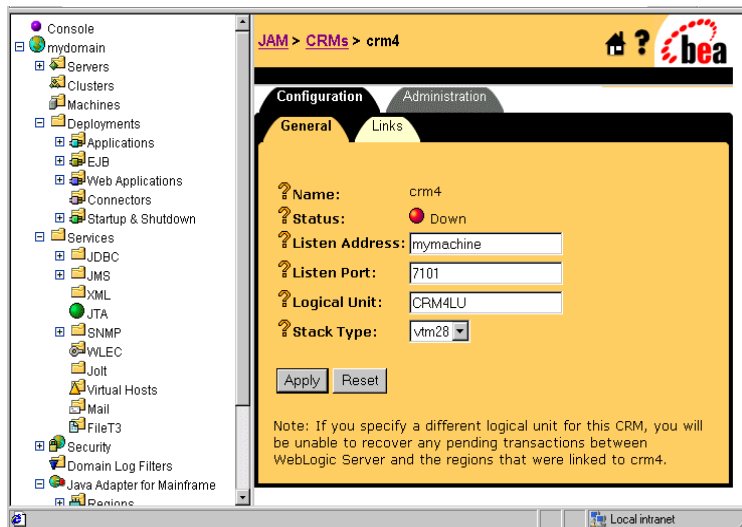 Console
mydomain
Servers
Clusters
Machines
Deployments
Applications
EJB
Web Applications
Connectors
Startup & Shutdown
Services
JDBC
JMS
XML
JTA
SNMP
WLEC
Jolt
Virtual Hosts
Mail
FileT3
Security
Domain Log Filters
Java Adapter for Mainframe
Regions
JAM > CRMs > crm4
?
bea
Configuration Administration
General Links
? Name: crm4
? Status: Down
? Listen Address: mymachine
? Listen Port: 7101
? Logical Unit: CRM4LU
? Stack Type: vtm28
Apply Reset
Note: If you specify a different logical unit for this CRM, you will
be unable to recover any pending transactions between
WebLogic Server and the regions that were linked to crm4.
Local intranet